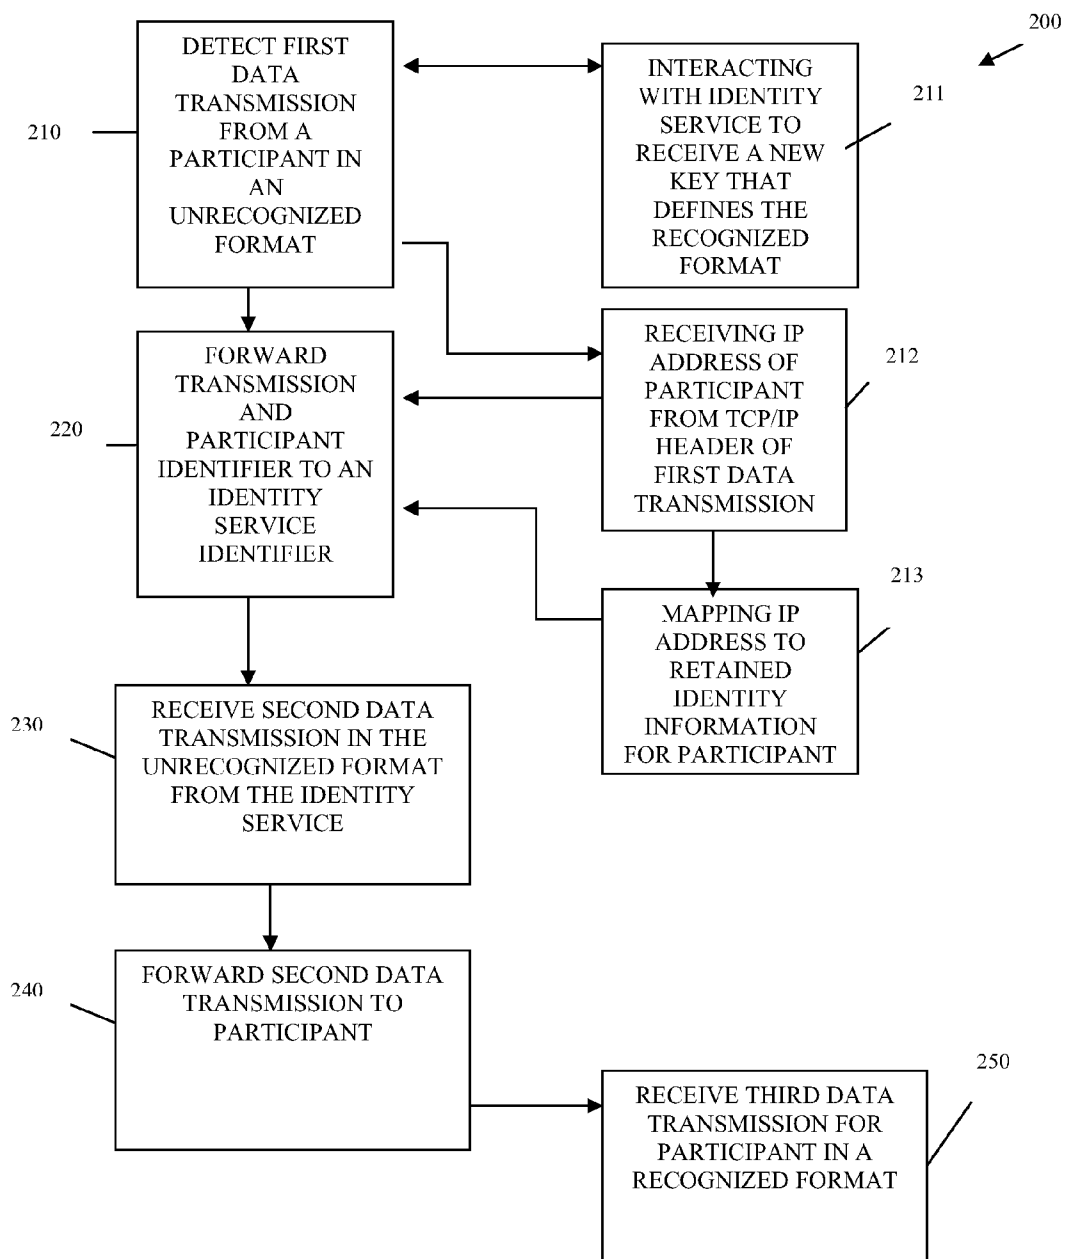 200
DETECT FIRST
DATA
TRANSMISSION
FROM A
PARTICIPANT IN
AN
UNRECOGNIZED
FORMAT
210
INTERACTING
WITH IDENTITY
SERVICE TO
RECEIVE A NEW
KEY THAT
DEFINES THE
RECOGNIZED
FORMAT
211
FORWARD
TRANSMISSION
AND
PARTICIPANT
IDENTIFIER TO AN
IDENTITY
SERVICE
IDENTIFIER
220
RECEIVING IP
ADDRESS OF
PARTICIPANT
FROM TCP/IP
HEADER OF
FIRST DATA
TRANSMISSION
212
MAPPING IP
ADDRESS TO
RETAINED
IDENTITY
INFORMATION
FOR PARTICIPANT
213
RECEIVE SECOND DATA
TRANSMISSION IN THE
UNRECOGNIZED FORMAT
FROM THE IDENTITY
SERVICE
230
FORWARD SECOND DATA
TRANSMISSION TO
PARTICIPANT
240
RECEIVE THIRD DATA
TRANSMISSION FOR
PARTICIPANT IN A
RECOGNIZED FORMAT
250